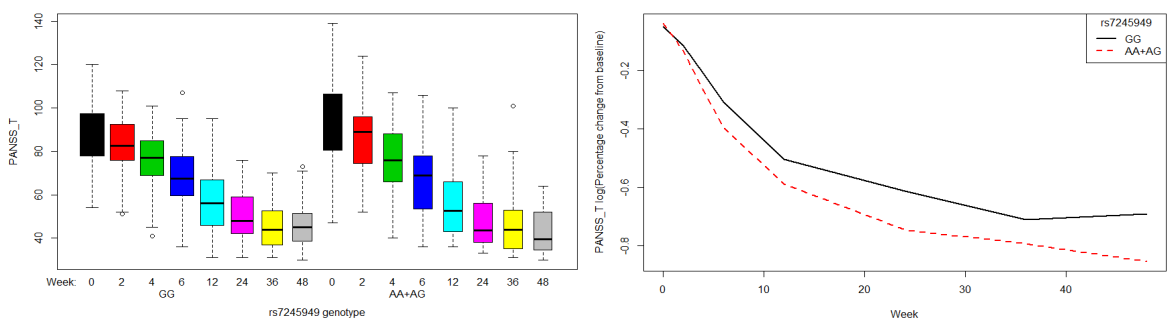 PANSS_T
140
120
100
80
60
40
Week: 0 2 4 6 12 24 36 48 0 2 4 6 12 24 36 48
GG AA+AG
rs7245949 genotype
PANSS_T log(Percentage change from baseline)
-0.2
-0.4
-0.6
-0.8
0 10 20 30 40
Week
rs7245949
GG
AA+AG